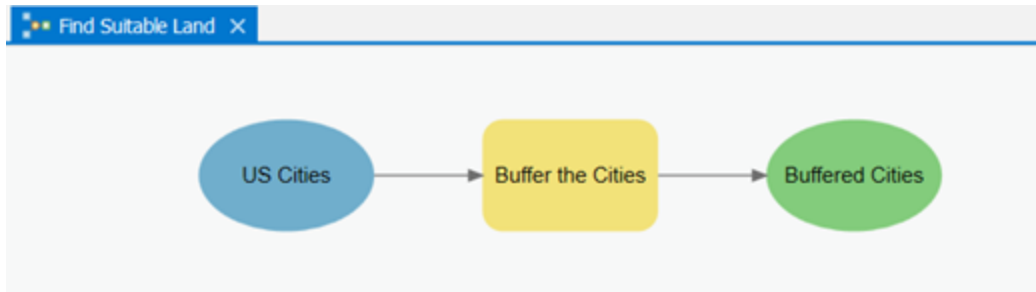 Find Suitable Land
US Cities
Buffer the Cities
Buffered Cities